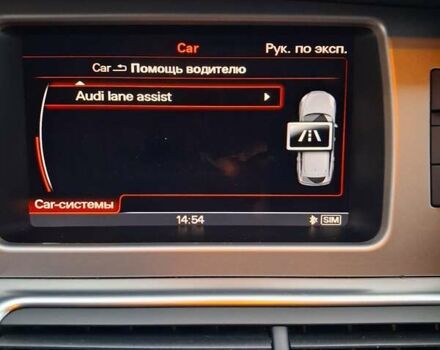 Car Рук. по эксп.
Car Помощь водителю
Audi lane assist
Car-системы
14:54 SIM